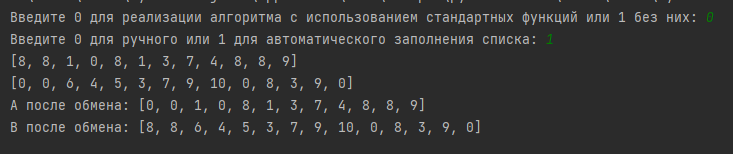 Введите 0 для реализации алгоритма с использованием стандартных функций или 1 без них: 0
Введите 0 для ручного или 1 для автоматического заполнения списка: 1
[8, 8, 1, 0, 8, 1, 3, 7, 4, 8, 8, 9]
[0, 0, 6, 4, 5, 3, 7, 9, 10, 0, 8, 3, 9, 0]
А после обмена: [0, 0, 1, 0, 8, 1, 3, 7, 4, 8, 8, 9]
В после обмена: [8, 8, 6, 4, 5, 3, 7, 9, 10, 0, 8, 3, 9, 0]